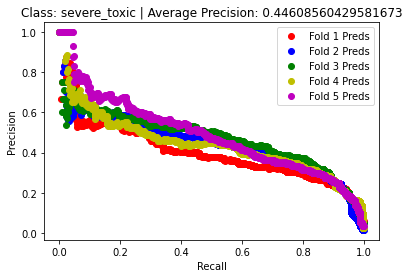 Class: severe_toxic | Average Precision: 0.44608560429581673
1.0
0.8
0.6
0.4
0.2
0.0
Precision
Fold 1 Preds
Fold 2 Preds
Fold 3 Preds
Fold 4 Preds
Fold 5 Preds
0.0 0.2 0.4 0.6 0.8 1.0
Recall